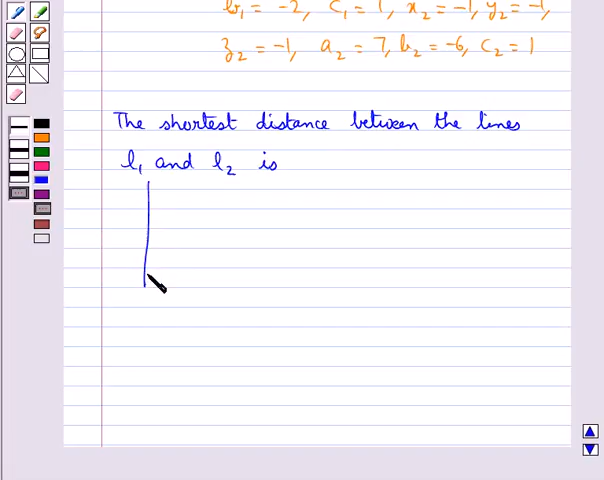 b₁ = -2, c₁ = 1, x₂ = -1, y₂ = -1,
z₂ = -1, a₂ = 7, b₂ = -6, c₂ = 1
The shortest distance between the lines
l₁ and l₂ is